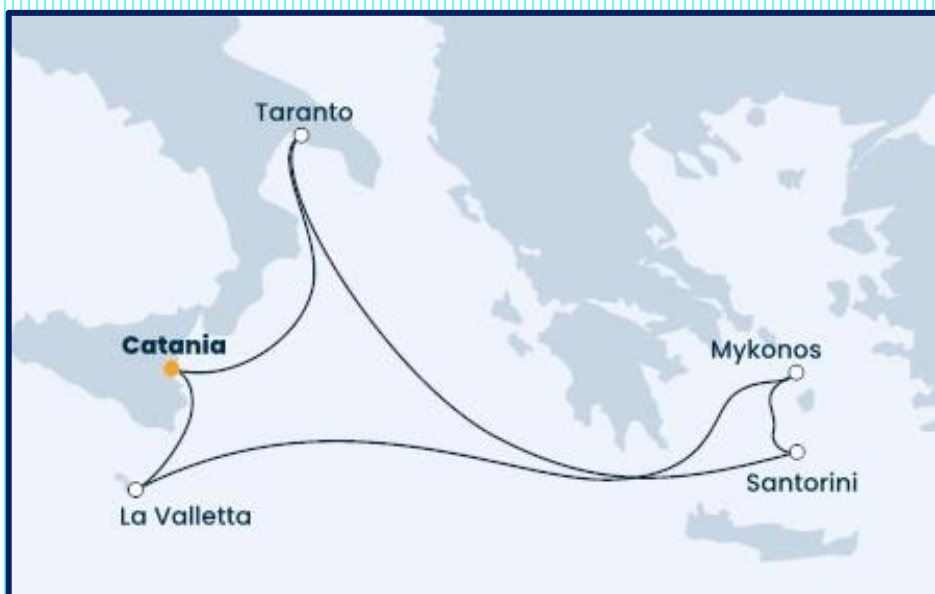 Taranto
Catania
Mykonos
Santorini
La Valletta